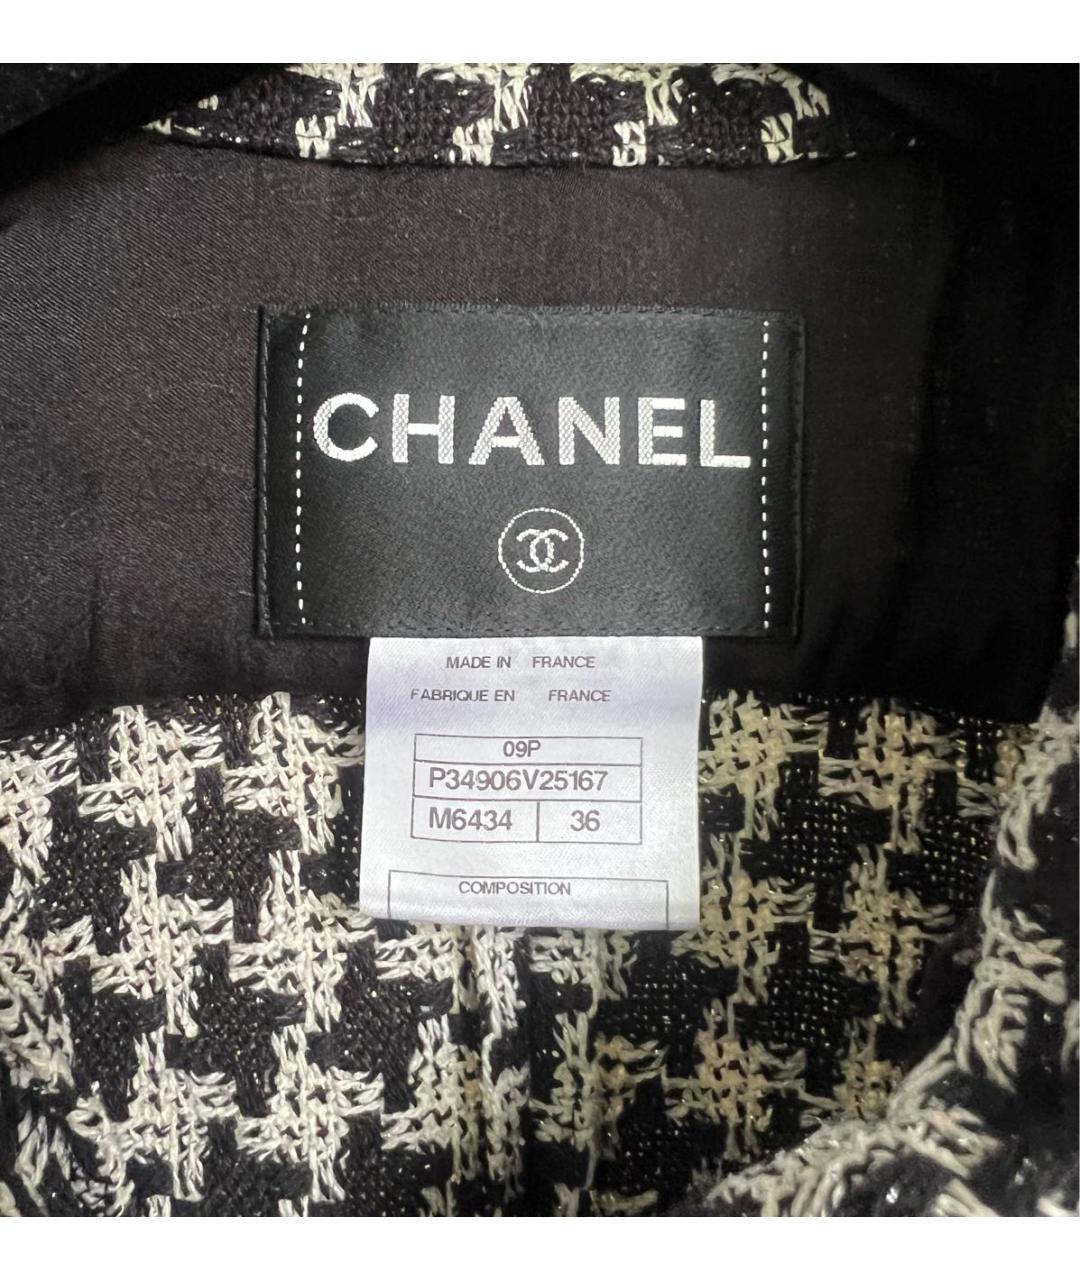 CHANEL
MADE IN FRANCE
FABRIQUE EN FRANCE
09P
P34906V25167
M6434 36
COMPOSITION